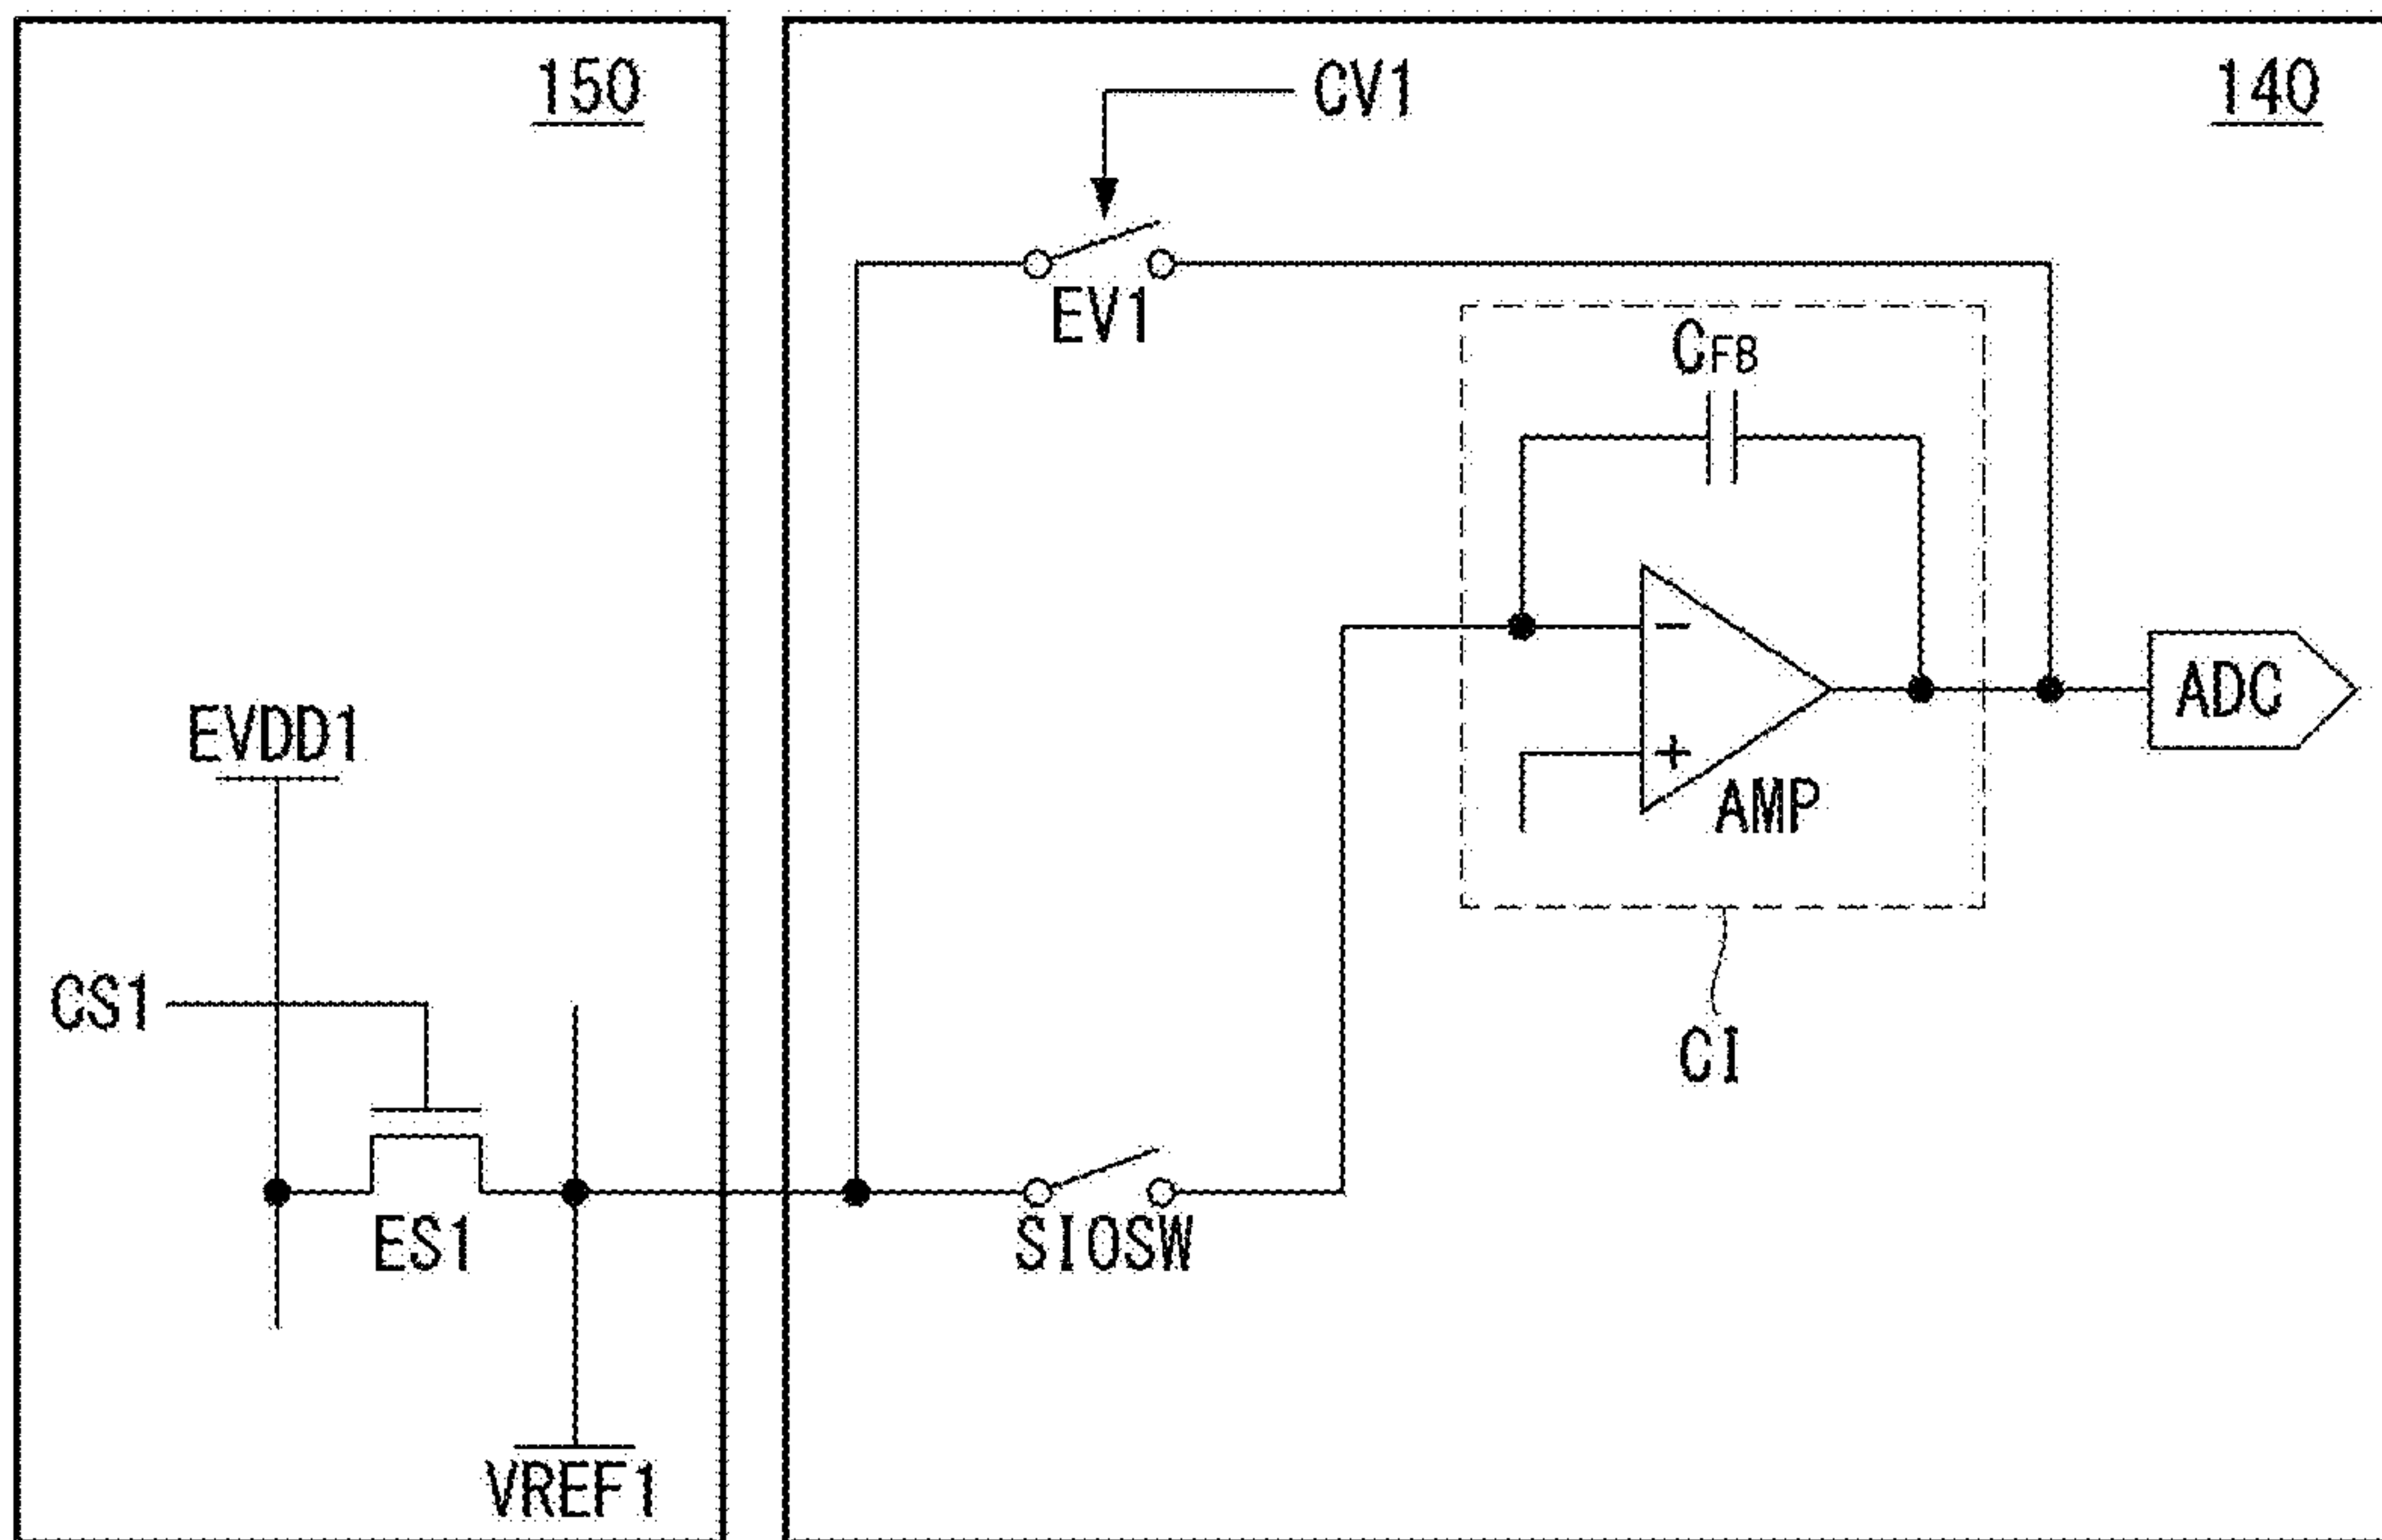 150
CV1
140
EV1
CFB
−
ADC
EVDD1
+
AMP
CS1
CI
ES1
SIOSW
VREF1